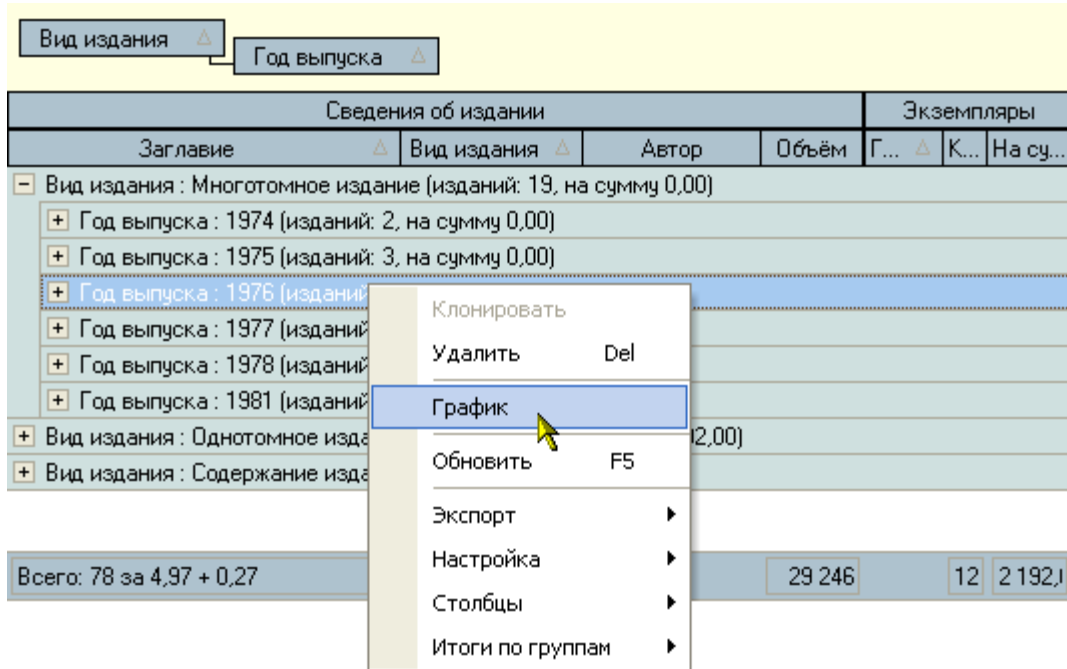 Вид издания
Год выпуска
Сведения об издании Экземпляры
Заглавие Вид издания Автор Объём Г... К... На су...
Вид издания : Многотомное издание (изданий: 19, на сумму 0,00)
Год выпуска : 1974 (изданий: 2, на сумму 0,00)
Год выпуска : 1975 (изданий: 3, на сумму 0,00)
Год выпуска : 1976 (изданий
Клонировать
Год выпуска : 1977 (изданий
Удалить Del
Год выпуска : 1978 (изданий
Год выпуска : 1981 (изданий
График
Вид издания : Однотомное изда 2,00)
Обновить F5
Вид издания : Содержание изда
Экспорт
Настройка
Всего: 78 за 4,97 + 0,27 29 246 12 2 192,
Столбцы
Итоги по группам